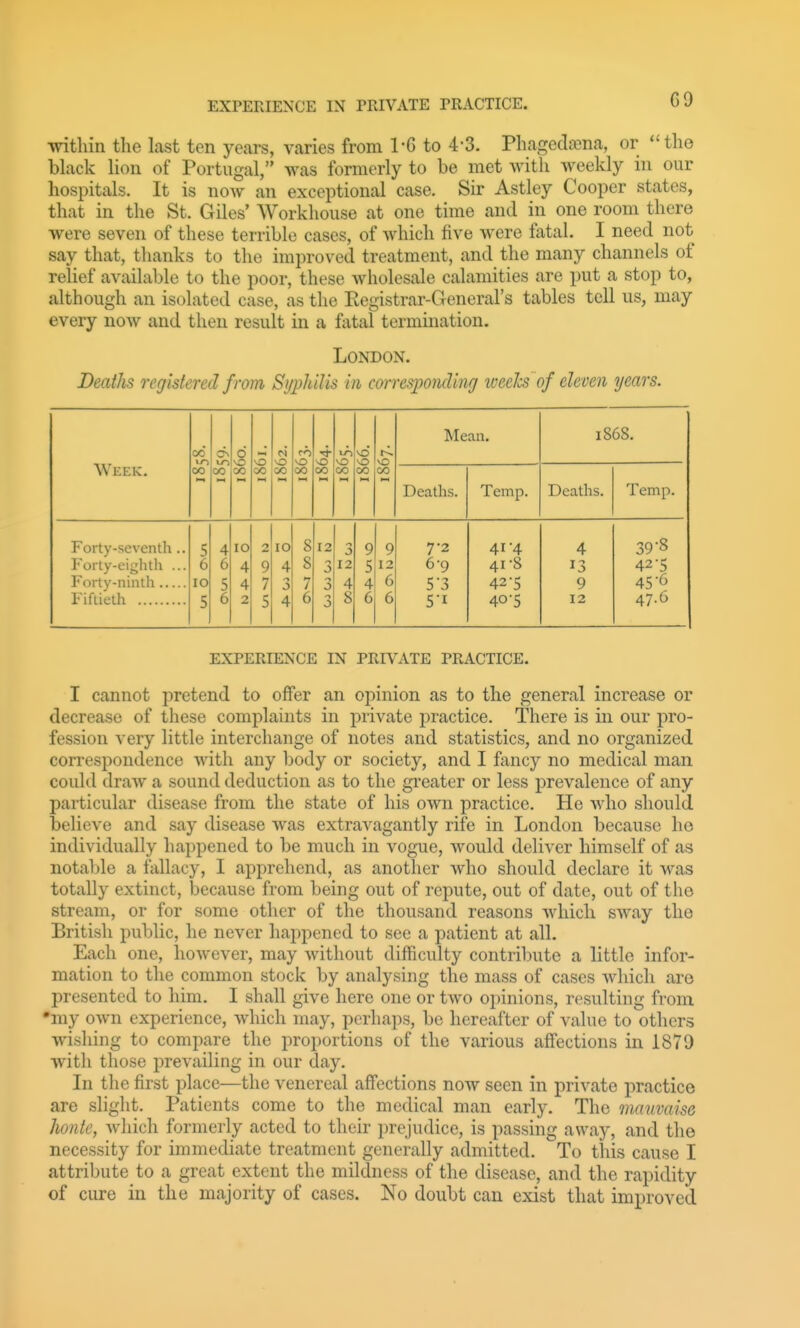 EXPERIENCE IN PRIVATE PRACTICE. 69
within the last ten years, varies from 1·6 to 4·3. Phagedæna, or "the
black lion of Portugal," was formerly to be met with weekly in our
hospitals. It is now an exceptional case. Sir Astley Cooper states,
that in the St. Giles' Workhouse at one time and in one room there
were seven of these terrible cases, of which five were fatal. I need not
say that, thanks to the improved treatment, and the many channels of
relief available to the poor, these wholesale calamities are put a stop to,
although an isolated case, as the Registrar-General's tables tell us, may
every now and then result in a fatal termination.
LONDON.
Deaths registered from Syphilis in corresponding weeks of eleven years.
WEEK. 1858. 1859. 1860. 1861. 1862. 1863. 1864. 1865. 1866. 1867. Mean. 1868.
Deaths. Temp. Deaths. Temp.
Forty-seventh .. 5 4 10 2 10 8 12 3 9 9 7·2 41·4 4 39·8
Forty-eighth ... 6 6 4 9 4 8 3 12 5 12 6·9 41·8 13 42·5
Forty-ninth ..... 10 5 4 7 3 7 3 4 4 6 5·3 42·5 9 45·6
Fiftieth ......... 5 6 2 5 4 6 3 8 6 6 5·1 40·5 12 47.6
EXPERIENCE IN PRIVATE PRACTICE.
I cannot pretend to offer an opinion as to the general increase or
decrease of these complaints in private practice. There is in our pro-
fession very little interchange of notes and statistics, and no organized
correspondence with any body or society, and I fancy no medical man
could draw a sound deduction as to the greater or less prevalence of any
particular disease from the state of his own practice. He who should
believe and say disease was extravagantly rife in London because he
individually happened to be much in vogue, would deliver himself of as
notable a fallacy, I apprehend, as another who should declare it was
totally extinct, because from being out of repute, out of date, out of the
stream, or for some other of the thousand reasons which sway the
British public, he never happened to see a patient at all.
Each one, however, may without difficulty contribute a little infor-
mation to the common stock by analysing the mass of cases which are
presented to him. I shall give here one or two opinions, resulting from
my own experience, which may, perhaps, be hereafter of value to others
wishing to compare the proportions of the various affections in 1879
with those prevailing in our day.
In the first place—the venereal affections now seen in private practice
are slight. Patients come to the medical man early. The mauvaise
honte, which formerly acted to their prejudice, is passing away, and the
necessity for immediate treatment generally admitted. To this cause I
attribute to a great extent the mildness of the disease, and the rapidity
of cure in the majority of cases. No doubt can exist that improved